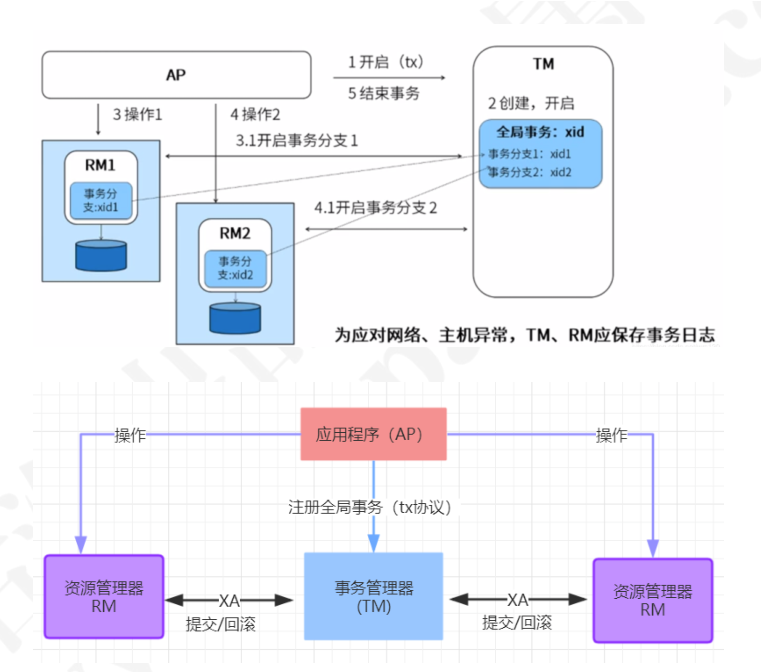 AP
1 开启（tx）
5 结束事务
TM
2 创建，开启
全局事务：xid
事务分支1：xid1
事务分支2：xid2
3 操作1
4 操作2
3.1开启事务分支1
RM1
事务分
支:xid1
4.1开启事务分支2
RM2
事务分
支:xid2
为应对网络、主机异常，TM、RM应保存事务日志
应用程序（AP）
操作
操作
注册全局事务（tx协议）
资源管理器
RM
XA
提交/回滚
事务管理器
(TM)
XA
提交/回滚
资源管理器
RM